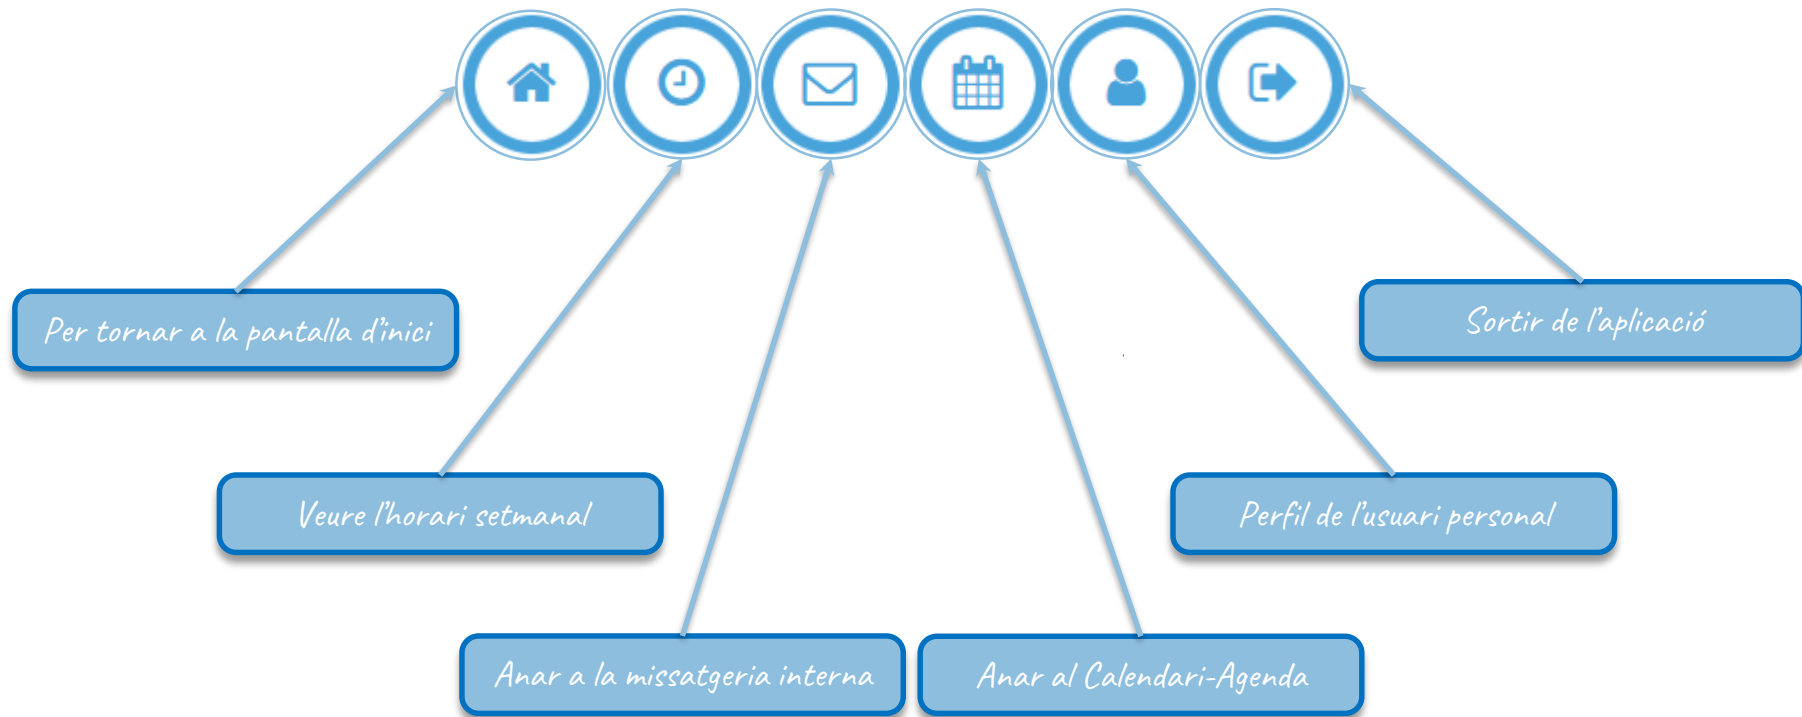 Per tornar a la pantalla d'inici
Sortir de l'aplicació
Veure l'horari setmanal
Perfil de l'usuari personal
Anar a la missatgeria interna
Anar al Calendari-Agenda